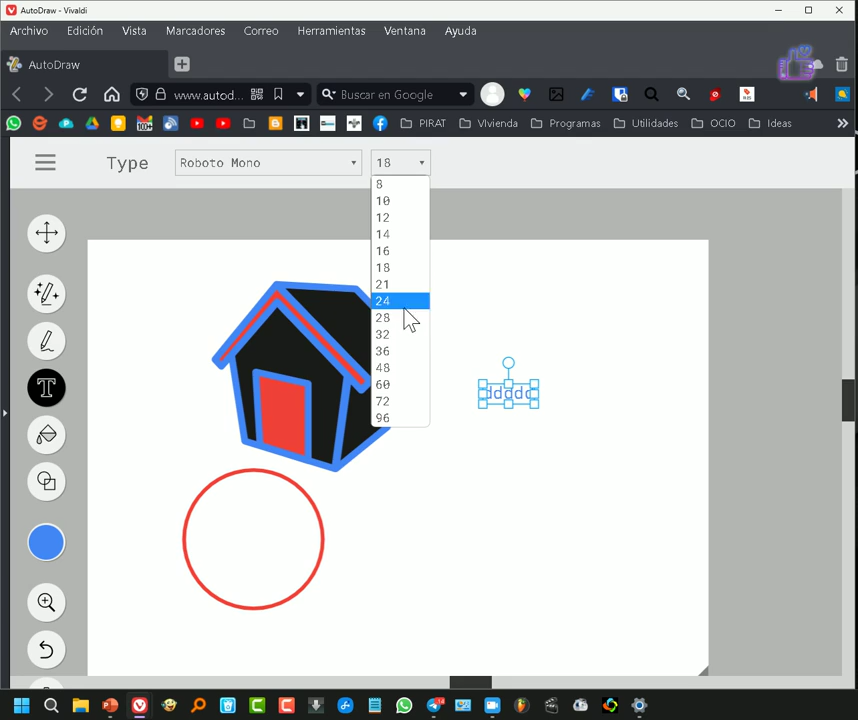 AutoDraw - Vivaldi
Archivo Edición Vista Marcadores Correo Herramientas Ventana Ayuda
AutoDraw
www.autod... Buscar en Google
PIRAT VIvienda Programas Utilidades OCIO Ideas
Type Roboto Mono 18
8
10
12
14
16
18
21
24
28
32
36
48
60
72
96
T